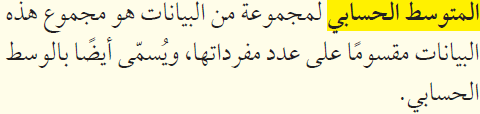 المتوسط الحسابي لمجموعة من البيانات هو مجموع هذه
البيانات مقسومًا على عدد مفرداتها، ويُسمّى أيضًا بالوسط
الحسابي.